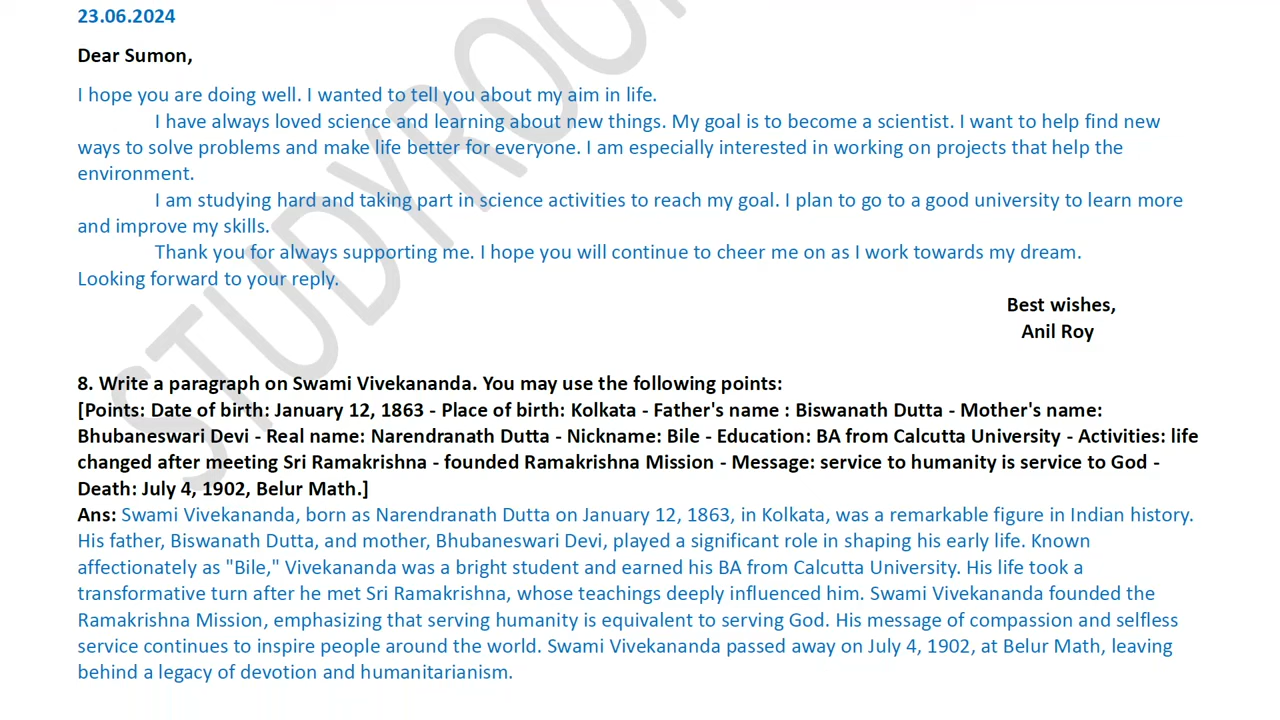 23.06.2024
Dear Sumon,
I hope you are doing well. I wanted to tell you about my aim in life.
I have always loved science and learning about new things. My goal is to become a scientist. I want to help find new
ways to solve problems and make life better for everyone. I am especially interested in working on projects that help the
environment.
I am studying hard and taking part in science activities to reach my goal. I plan to go to a good university to learn more
and improve my skills.
Thank you for always supporting me. I hope you will continue to cheer me on as I work towards my dream.
Looking forward to your reply.
Best wishes,
Anil Roy
8. Write a paragraph on Swami Vivekananda. You may use the following points:
[Points: Date of birth: January 12, 1863 - Place of birth: Kolkata - Father's name : Biswanath Dutta - Mother's name:
Bhubaneswari Devi - Real name: Narendranath Dutta - Nickname: Bile - Education: BA from Calcutta University - Activities: life
changed after meeting Sri Ramakrishna - founded Ramakrishna Mission - Message: service to humanity is service to God -
Death: July 4, 1902, Belur Math.]
Ans: Swami Vivekananda, born as Narendranath Dutta on January 12, 1863, in Kolkata, was a remarkable figure in Indian history.
His father, Biswanath Dutta, and mother, Bhubaneswari Devi, played a significant role in shaping his early life. Known
affectionately as "Bile," Vivekananda was a bright student and earned his BA from Calcutta University. His life took a
transformative turn after he met Sri Ramakrishna, whose teachings deeply influenced him. Swami Vivekananda founded the
Ramakrishna Mission, emphasizing that serving humanity is equivalent to serving God. His message of compassion and selfless
service continues to inspire people around the world. Swami Vivekananda passed away on July 4, 1902, at Belur Math, leaving
behind a legacy of devotion and humanitarianism.
STUDYROO